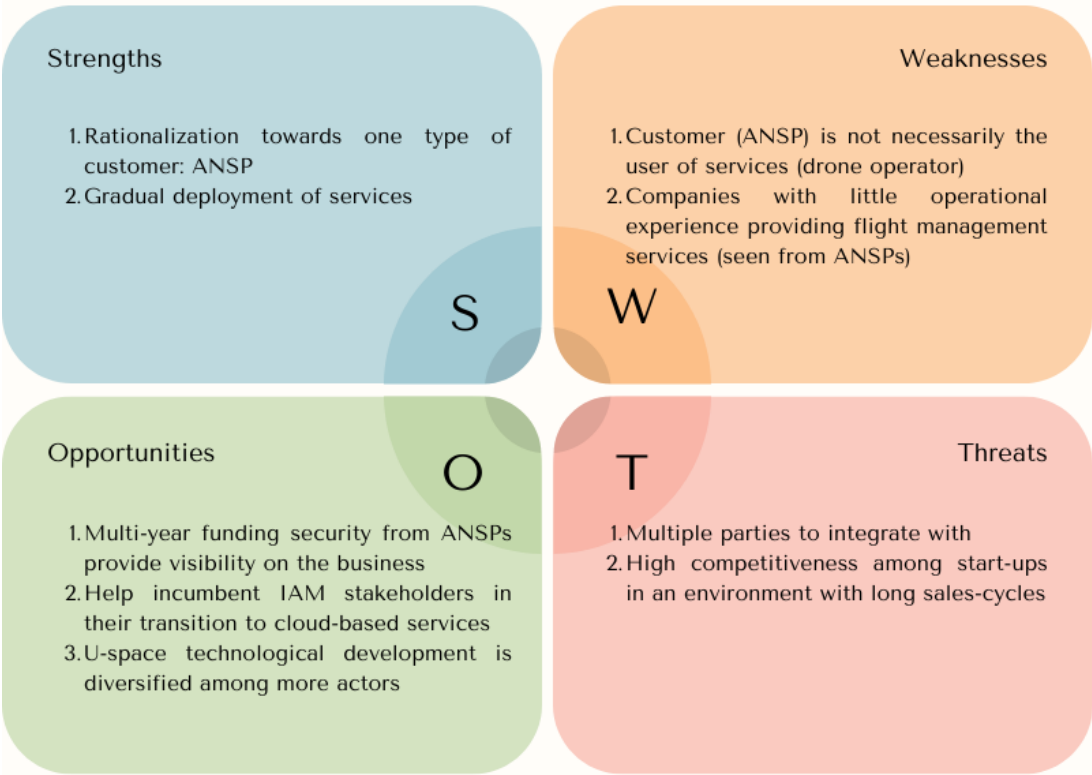 Strengths
1. Rationalization towards one type of
customer: ANSP
2. Gradual deployment of services
S
Weaknesses
1. Customer (ANSP) is not necessarily the
user of services (drone operator)
2. Companies with little operational
experience providing flight management
services (seen from ANSPs)
W
Opportunities
O
1. Multi-year funding security from ANSPs
provide visibility on the business
2. Help incumbent IAM stakeholders in
their transition to cloud-based services
3. U-space technological development is
diversified among more actors
Threats
T
1. Multiple parties to integrate with
2. High competitiveness among start-ups
in an environment with long sales-cycles